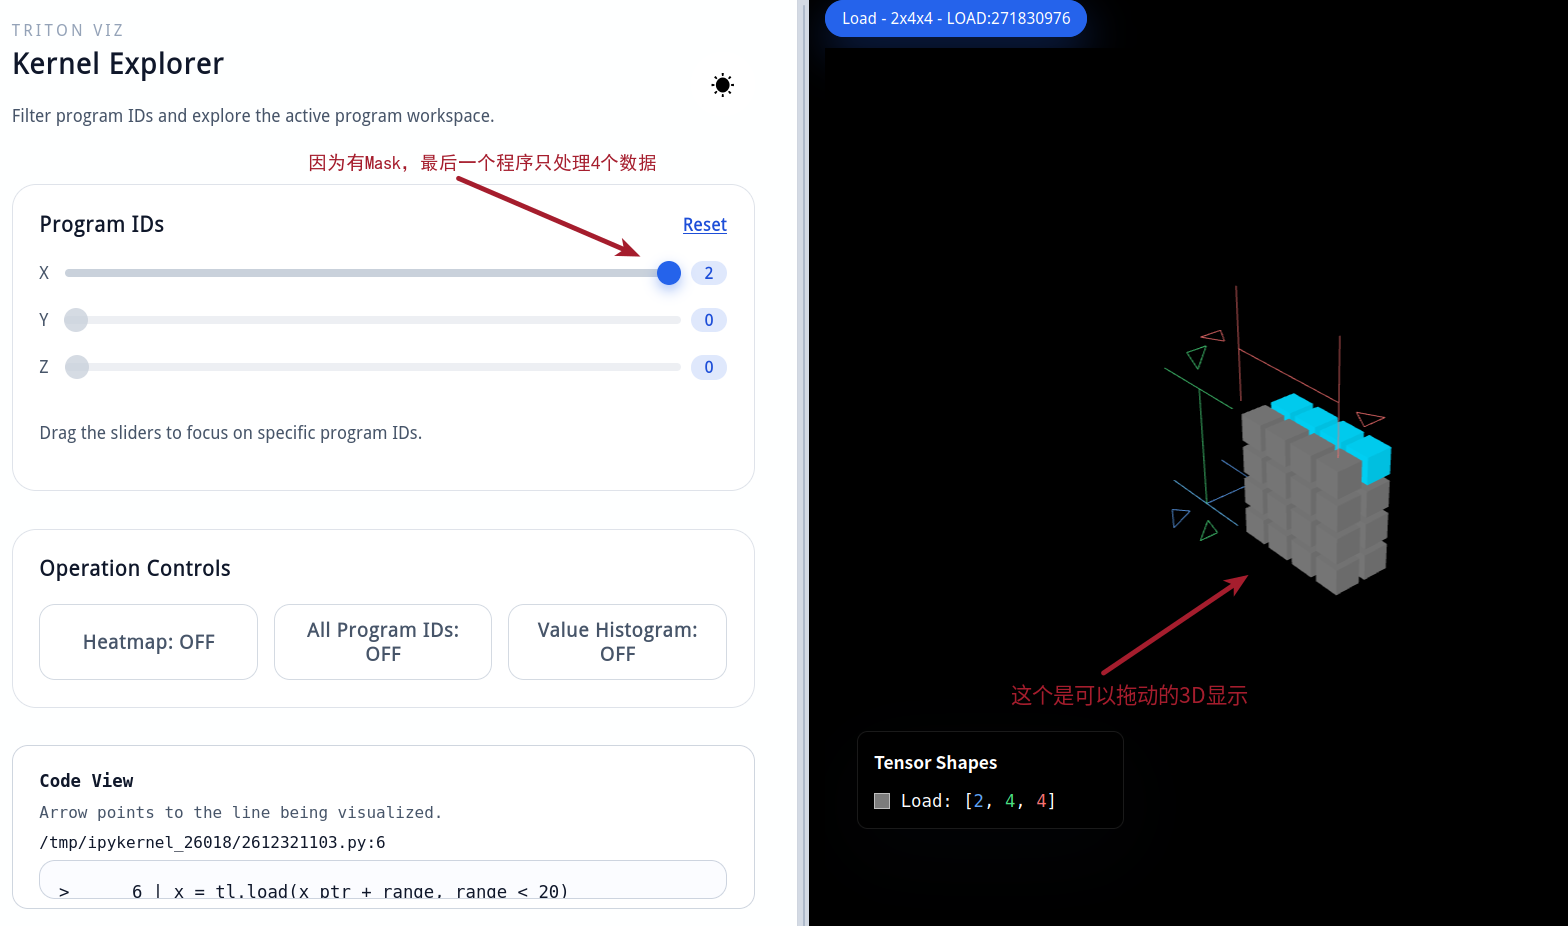 TRITON VIZ
Kernel Explorer
Filter program IDs and explore the active program workspace.
因为有Mask，最后一个程序只处理4个数据
Program IDs
Reset
X
2
Y
0
Z
0
Drag the sliders to focus on specific program IDs.
Operation Controls
Heatmap: OFF
All Program IDs:
OFF
Value Histogram:
OFF
Code View
Arrow points to the line being visualized.
/tmp/ipykernel_26018/2612321103.py:6
> 6 | x = tl.load(x_ptr + range, range < 20)
Load - 2x4x4 - LOAD:271830976
这个是可以拖动的3D显示
Tensor Shapes
Load: [2, 4, 4]